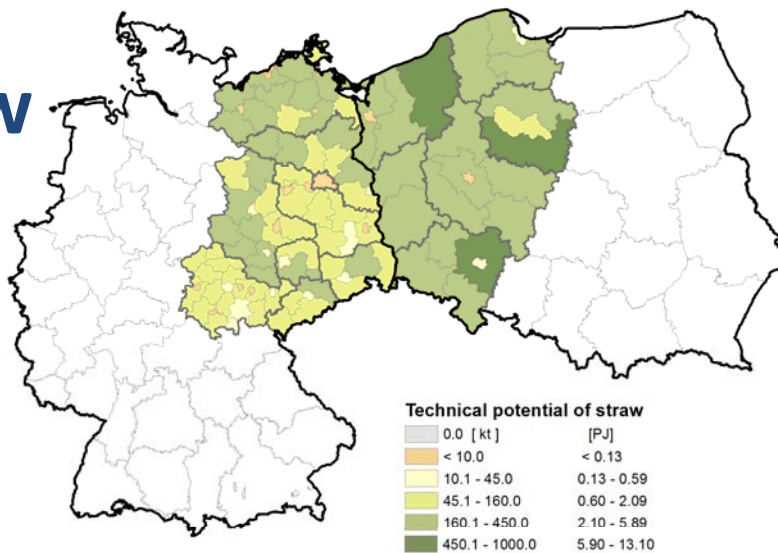 w
Technical potential of straw
0.0 [ kt ] [PJ]
< 10.0 < 0.13
10.1 - 45.0 0.13 - 0.59
45.1 - 160.0 0.60 - 2.09
160.1 - 450.0 2.10 - 5.89
450.1 - 1000.0 5.90 - 13.10